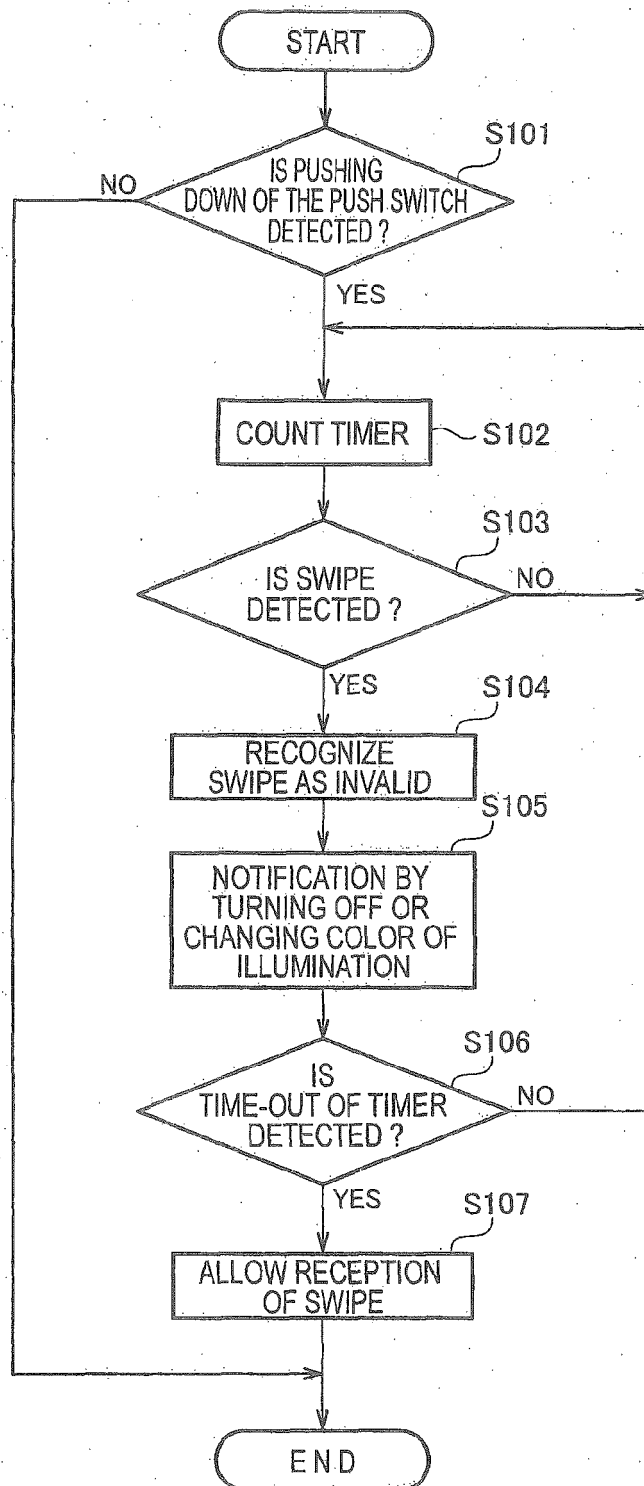 START
S101
IS PUSHING
DOWN OF THE PUSH SWITCH
DETECTED ?
NO
YES
COUNT TIMER
S102
S103
IS SWIPE
DETECTED ?
NO
YES
S104
RECOGNIZE
SWIPE AS INVALID
S105
NOTIFICATION BY
TURNING OFF OR
CHANGING COLOR OF
ILLUMINATION
S106
IS
TIME-OUT OF TIMER
DETECTED ?
NO
YES
S107
ALLOW RECEPTION
OF SWIPE
END